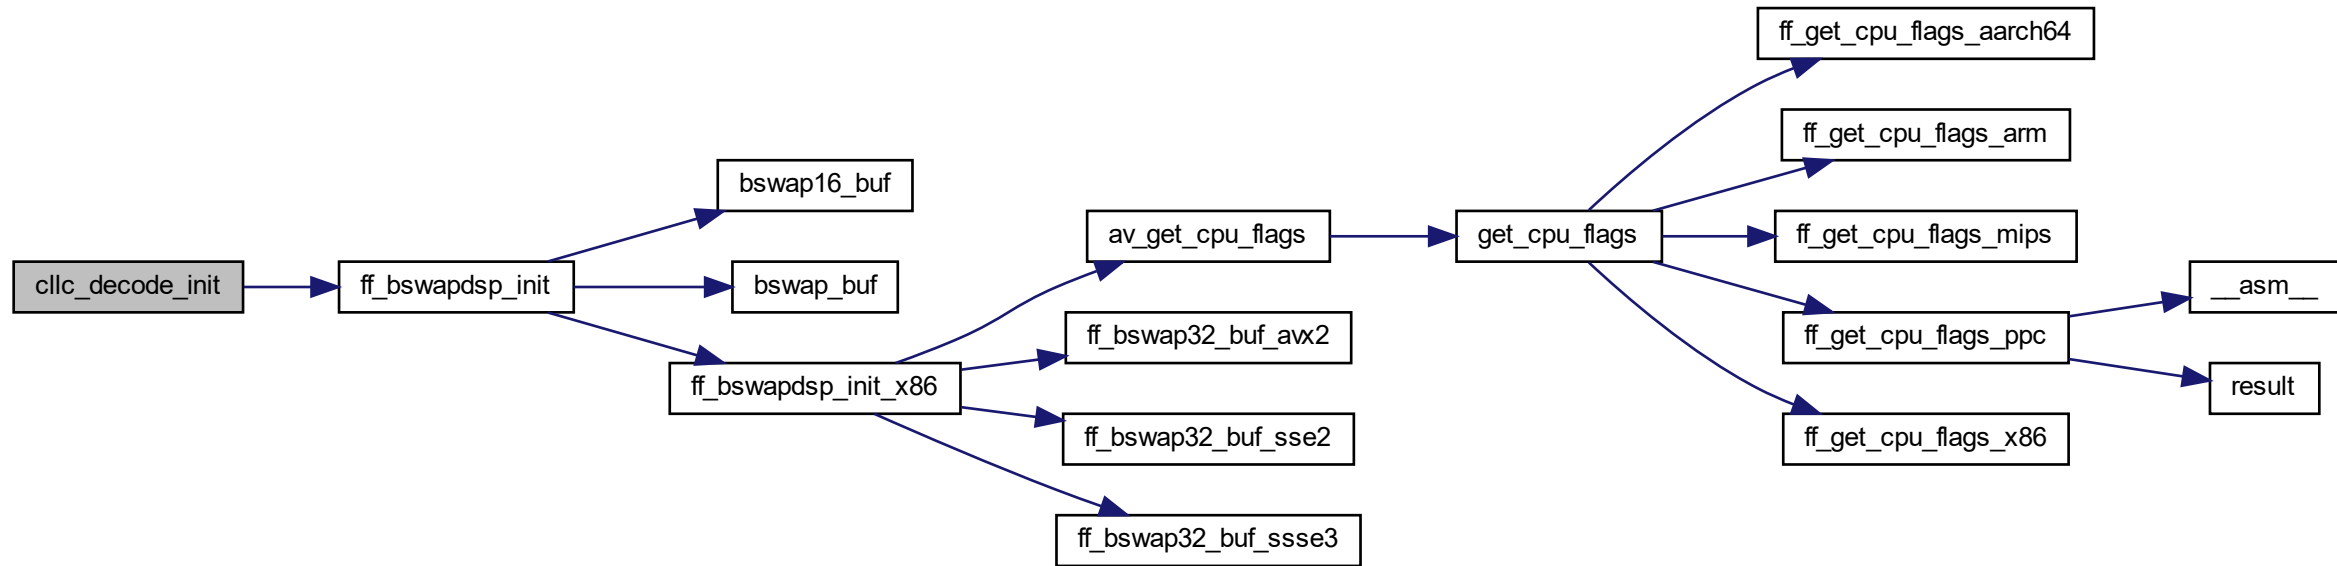 cllc_decode_init
ff_bswapdsp_init
bswap16_buf
bswap_buf
ff_bswapdsp_init_x86
av_get_cpu_flags
ff_bswap32_buf_avx2
ff_bswap32_buf_sse2
ff_bswap32_buf_ssse3
get_cpu_flags
ff_get_cpu_flags_aarch64
ff_get_cpu_flags_arm
ff_get_cpu_flags_mips
ff_get_cpu_flags_ppc
ff_get_cpu_flags_x86
__asm__
result